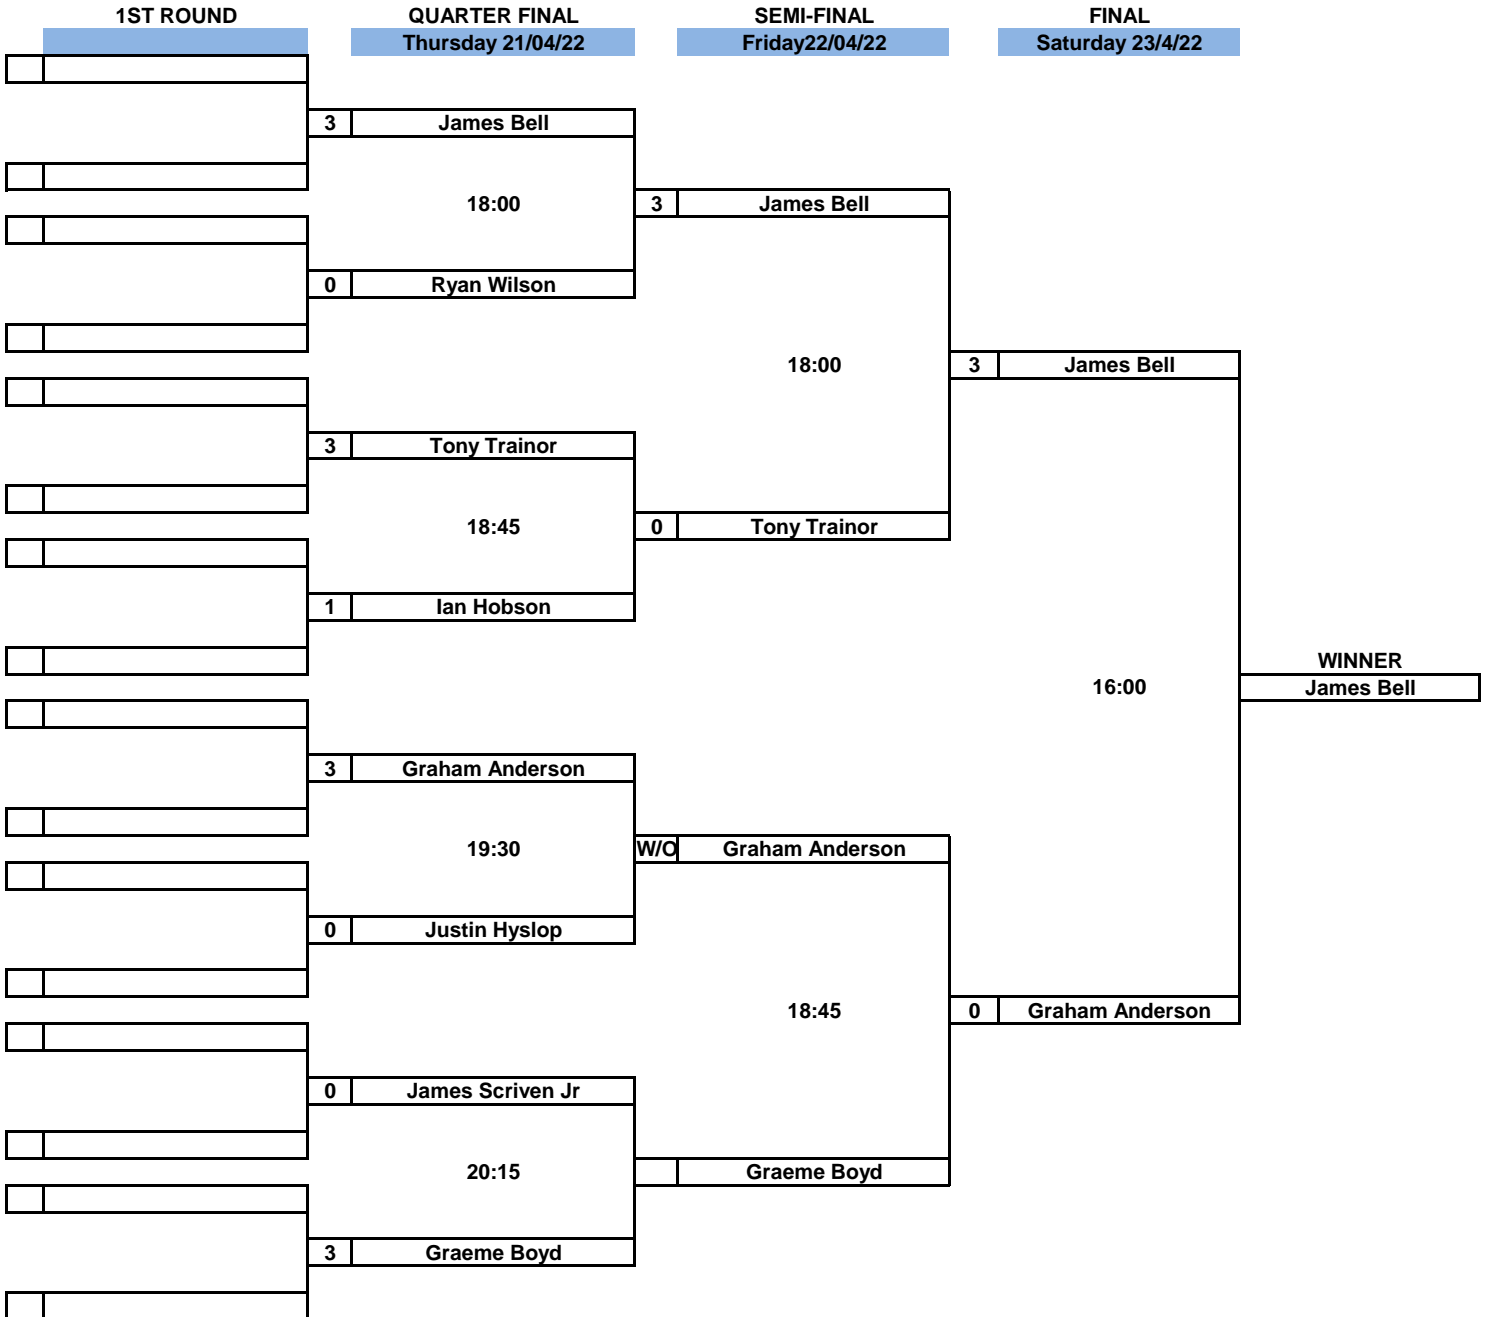 1ST ROUND QUARTER FINAL SEMI-FINAL FINAL
Thursday 21/04/22 Friday22/04/22 Saturday 23/4/22
3 James Bell
18:00
3 James Bell
0 Ryan Wilson
18:00
3 James Bell
3 Tony Trainor
18:45
0 Tony Trainor
1 Ian Hobson
WINNER
16:00
James Bell
3 Graham Anderson
19:30
W/O Graham Anderson
0 Justin Hyslop
18:45
0 Graham Anderson
0 James Scriven Jr
20:15
Graeme Boyd
3 Graeme Boyd